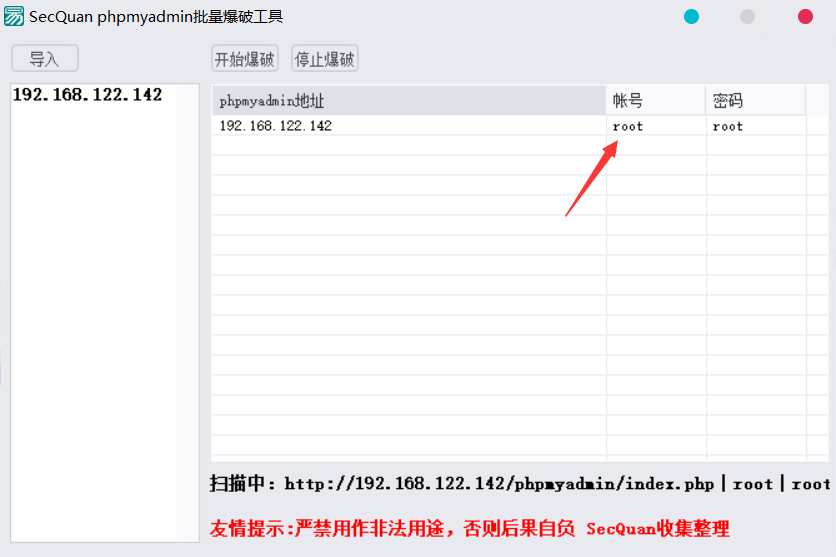 SecQuan phpmyadmin批量爆破工具
导入 开始爆破 停止爆破
192.168.122.142
phpmyadmin地址 帐号 密码
192.168.122.142 root root
扫描中: http://192.168.122.142/phpmyadmin/index.php|root|root
友情提示:严禁用作非法用途，否则后果自负 SecQuan收集整理